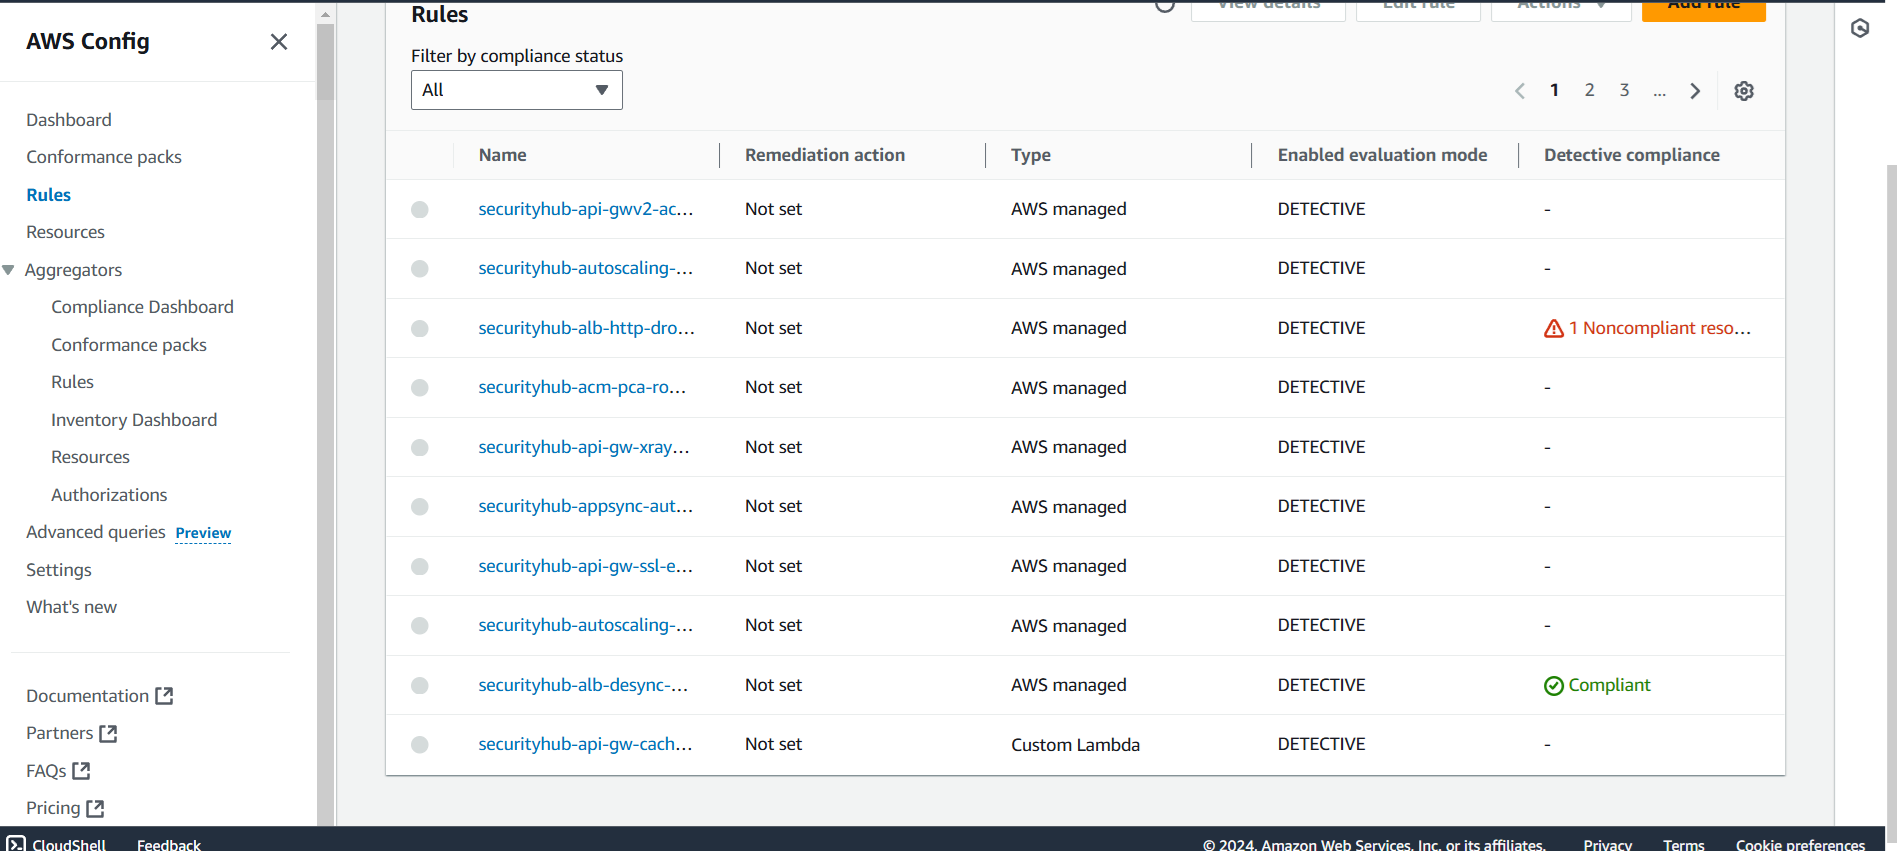 AWS Config
Dashboard
Conformance packs
Rules
Resources
Aggregators
Compliance Dashboard
Conformance packs
Rules
Inventory Dashboard
Resources
Authorizations
Advanced queries Preview
Settings
What's new
Documentation
Partners
FAQs
Pricing
Rules
View details Edit rule Actions Add rule
Filter by compliance status
All
1 2 3 ...
Name Remediation action Type Enabled evaluation mode Detective compliance
securityhub-api-gwv2-ac... Not set AWS managed DETECTIVE -
securityhub-autoscaling-... Not set AWS managed DETECTIVE -
securityhub-alb-http-dro... Not set AWS managed DETECTIVE 1 Noncompliant reso...
securityhub-acm-pca-ro... Not set AWS managed DETECTIVE -
securityhub-api-gw-xray... Not set AWS managed DETECTIVE -
securityhub-appsync-aut... Not set AWS managed DETECTIVE -
securityhub-api-gw-ssl-e... Not set AWS managed DETECTIVE -
securityhub-autoscaling-... Not set AWS managed DETECTIVE -
securityhub-alb-desync-... Not set AWS managed DETECTIVE Compliant
securityhub-api-gw-cach... Not set Custom Lambda DETECTIVE -
CloudShell Feedback © 2024, Amazon Web Services, Inc. or its affiliates. Privacy Terms Cookie preferences